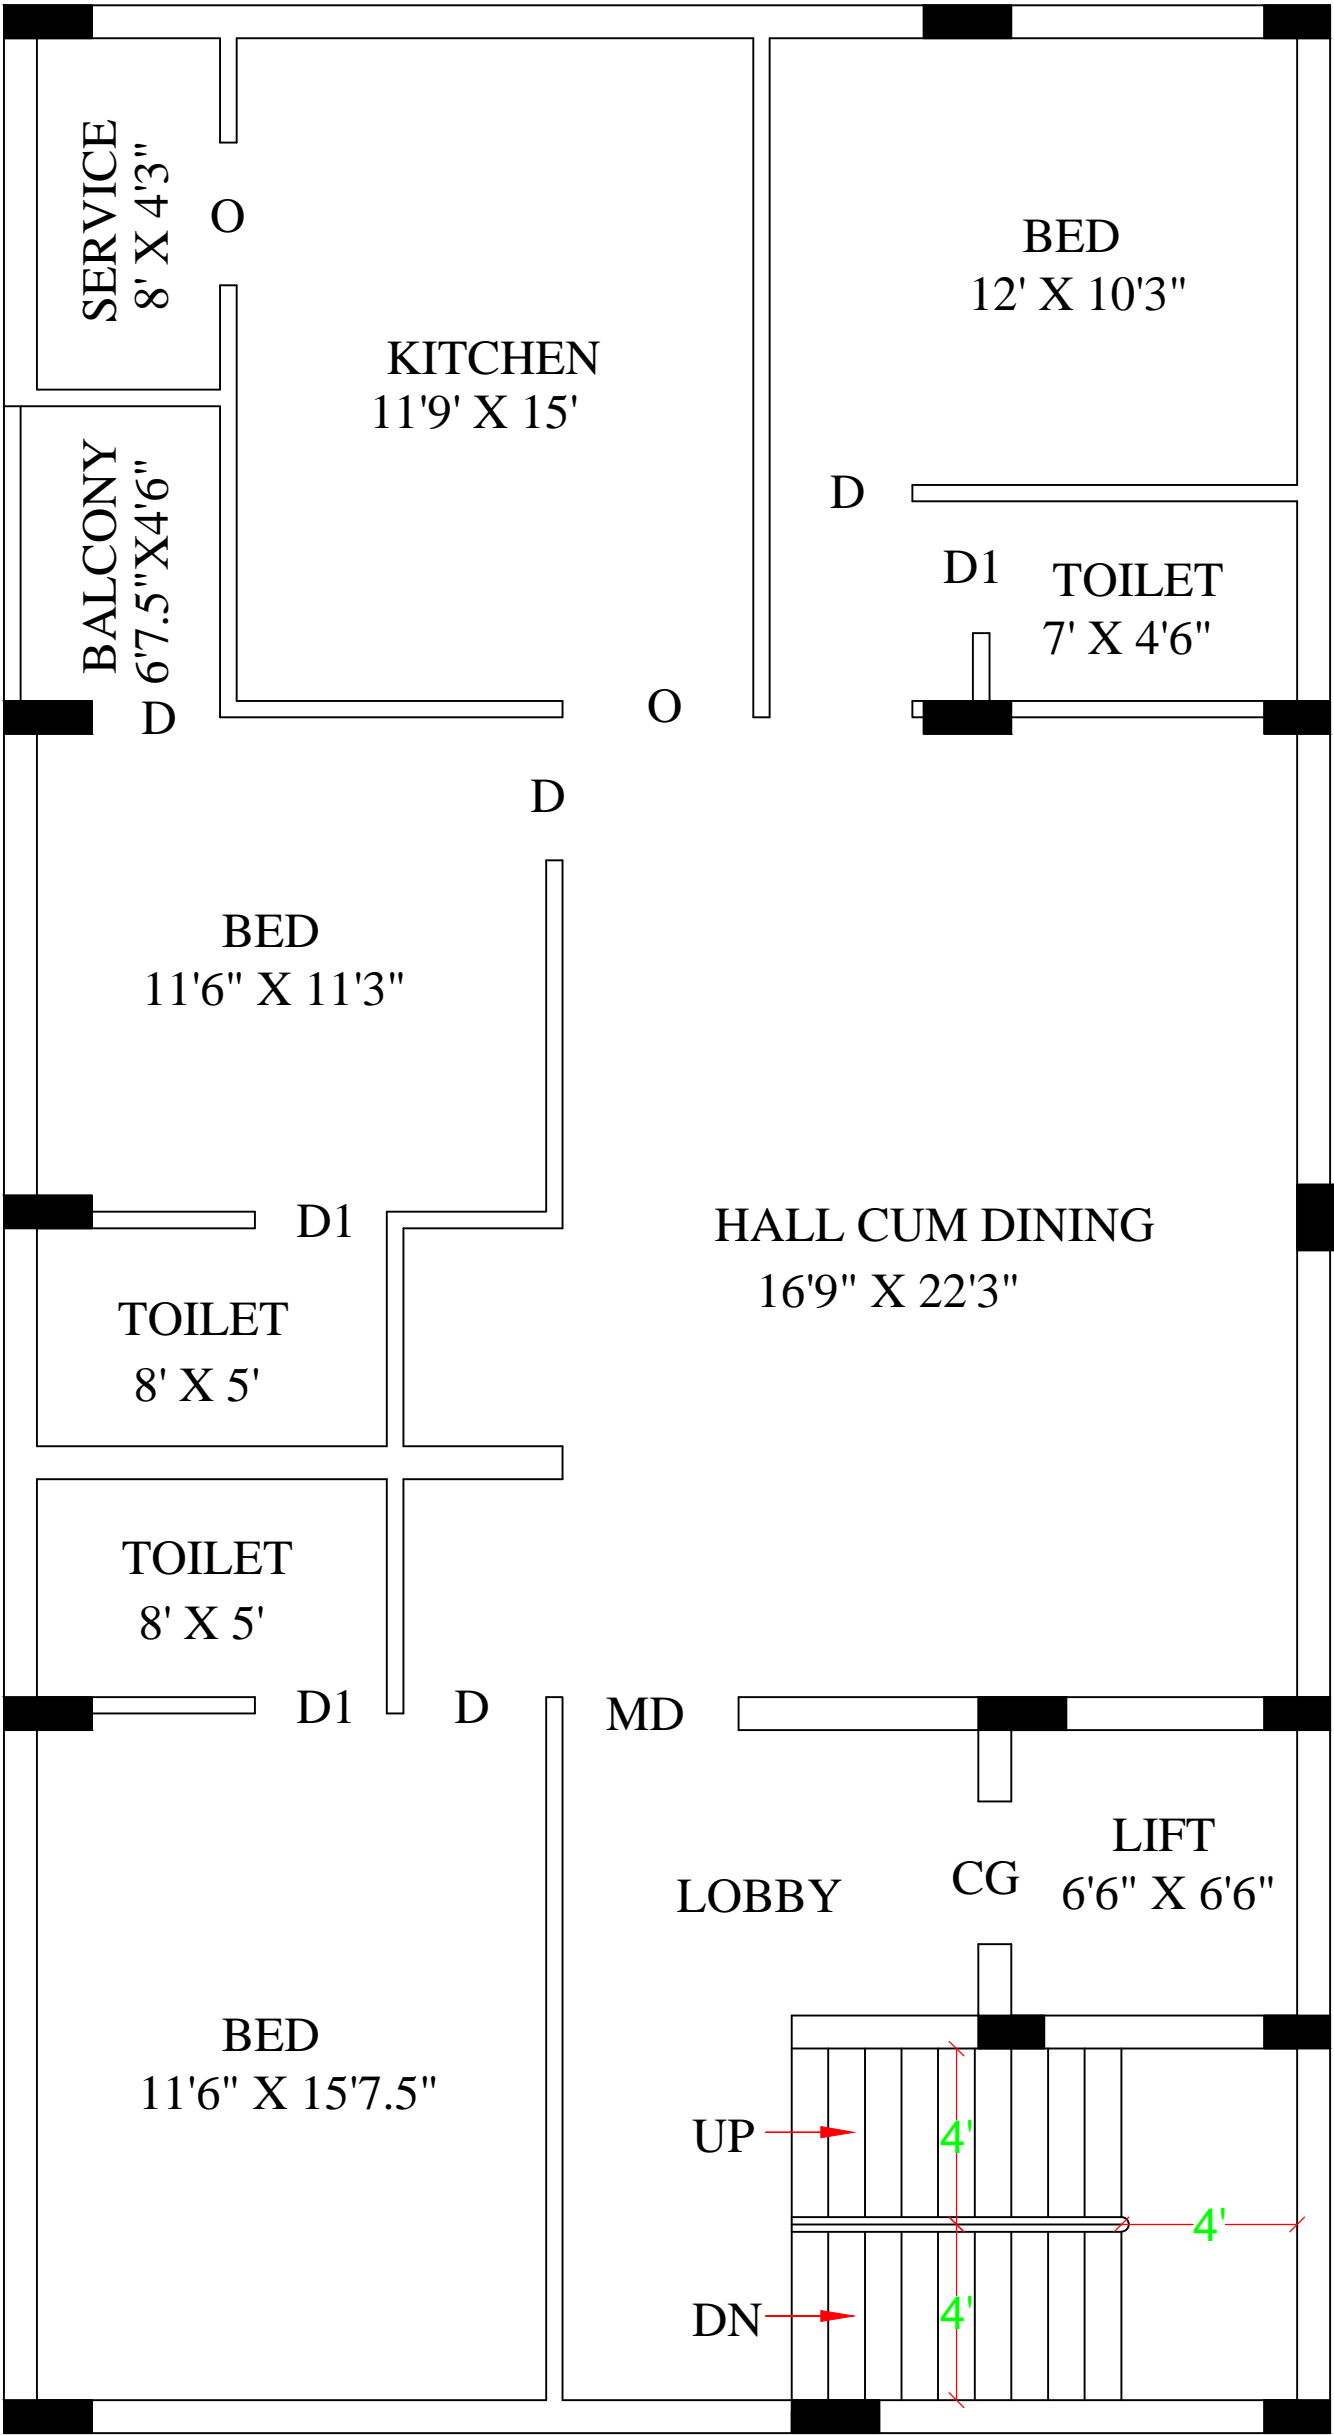 SERVICE
8' X 4'3"
O
KITCHEN
11'9' X 15'
BED
12' X 10'3"
BALCONY
6'7.5"X4'6"
D
D1
TOILET
7' X 4'6"
D
O
D
BED
11'6" X 11'3"
D1
HALL CUM DINING
16'9" X 22'3"
TOILET
8' X 5'
TOILET
8' X 5'
D1
D
MD
LOBBY
CG
LIFT
6'6" X 6'6"
BED
11'6" X 15'7.5"
UP
4'
4'
DN
4'